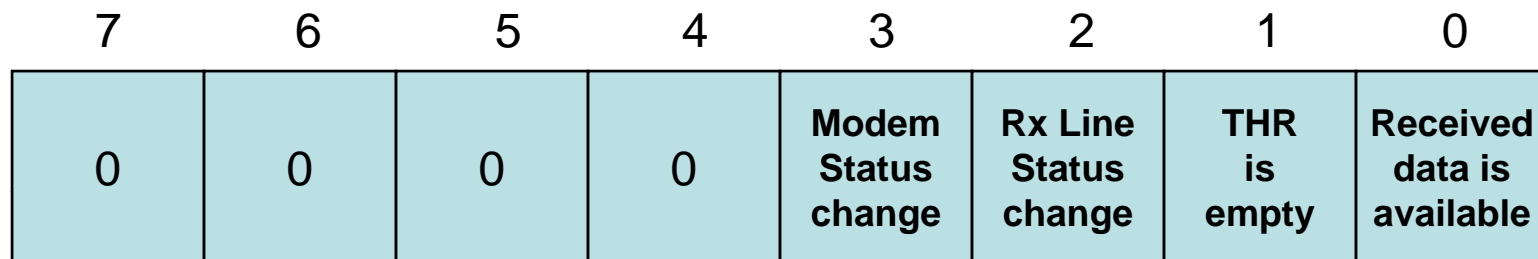 7 6 5 4 3 2 1 0
0 0 0 0
Modem
Status
change
Rx Line
Status
change
THR
is
empty
Received
data is
available